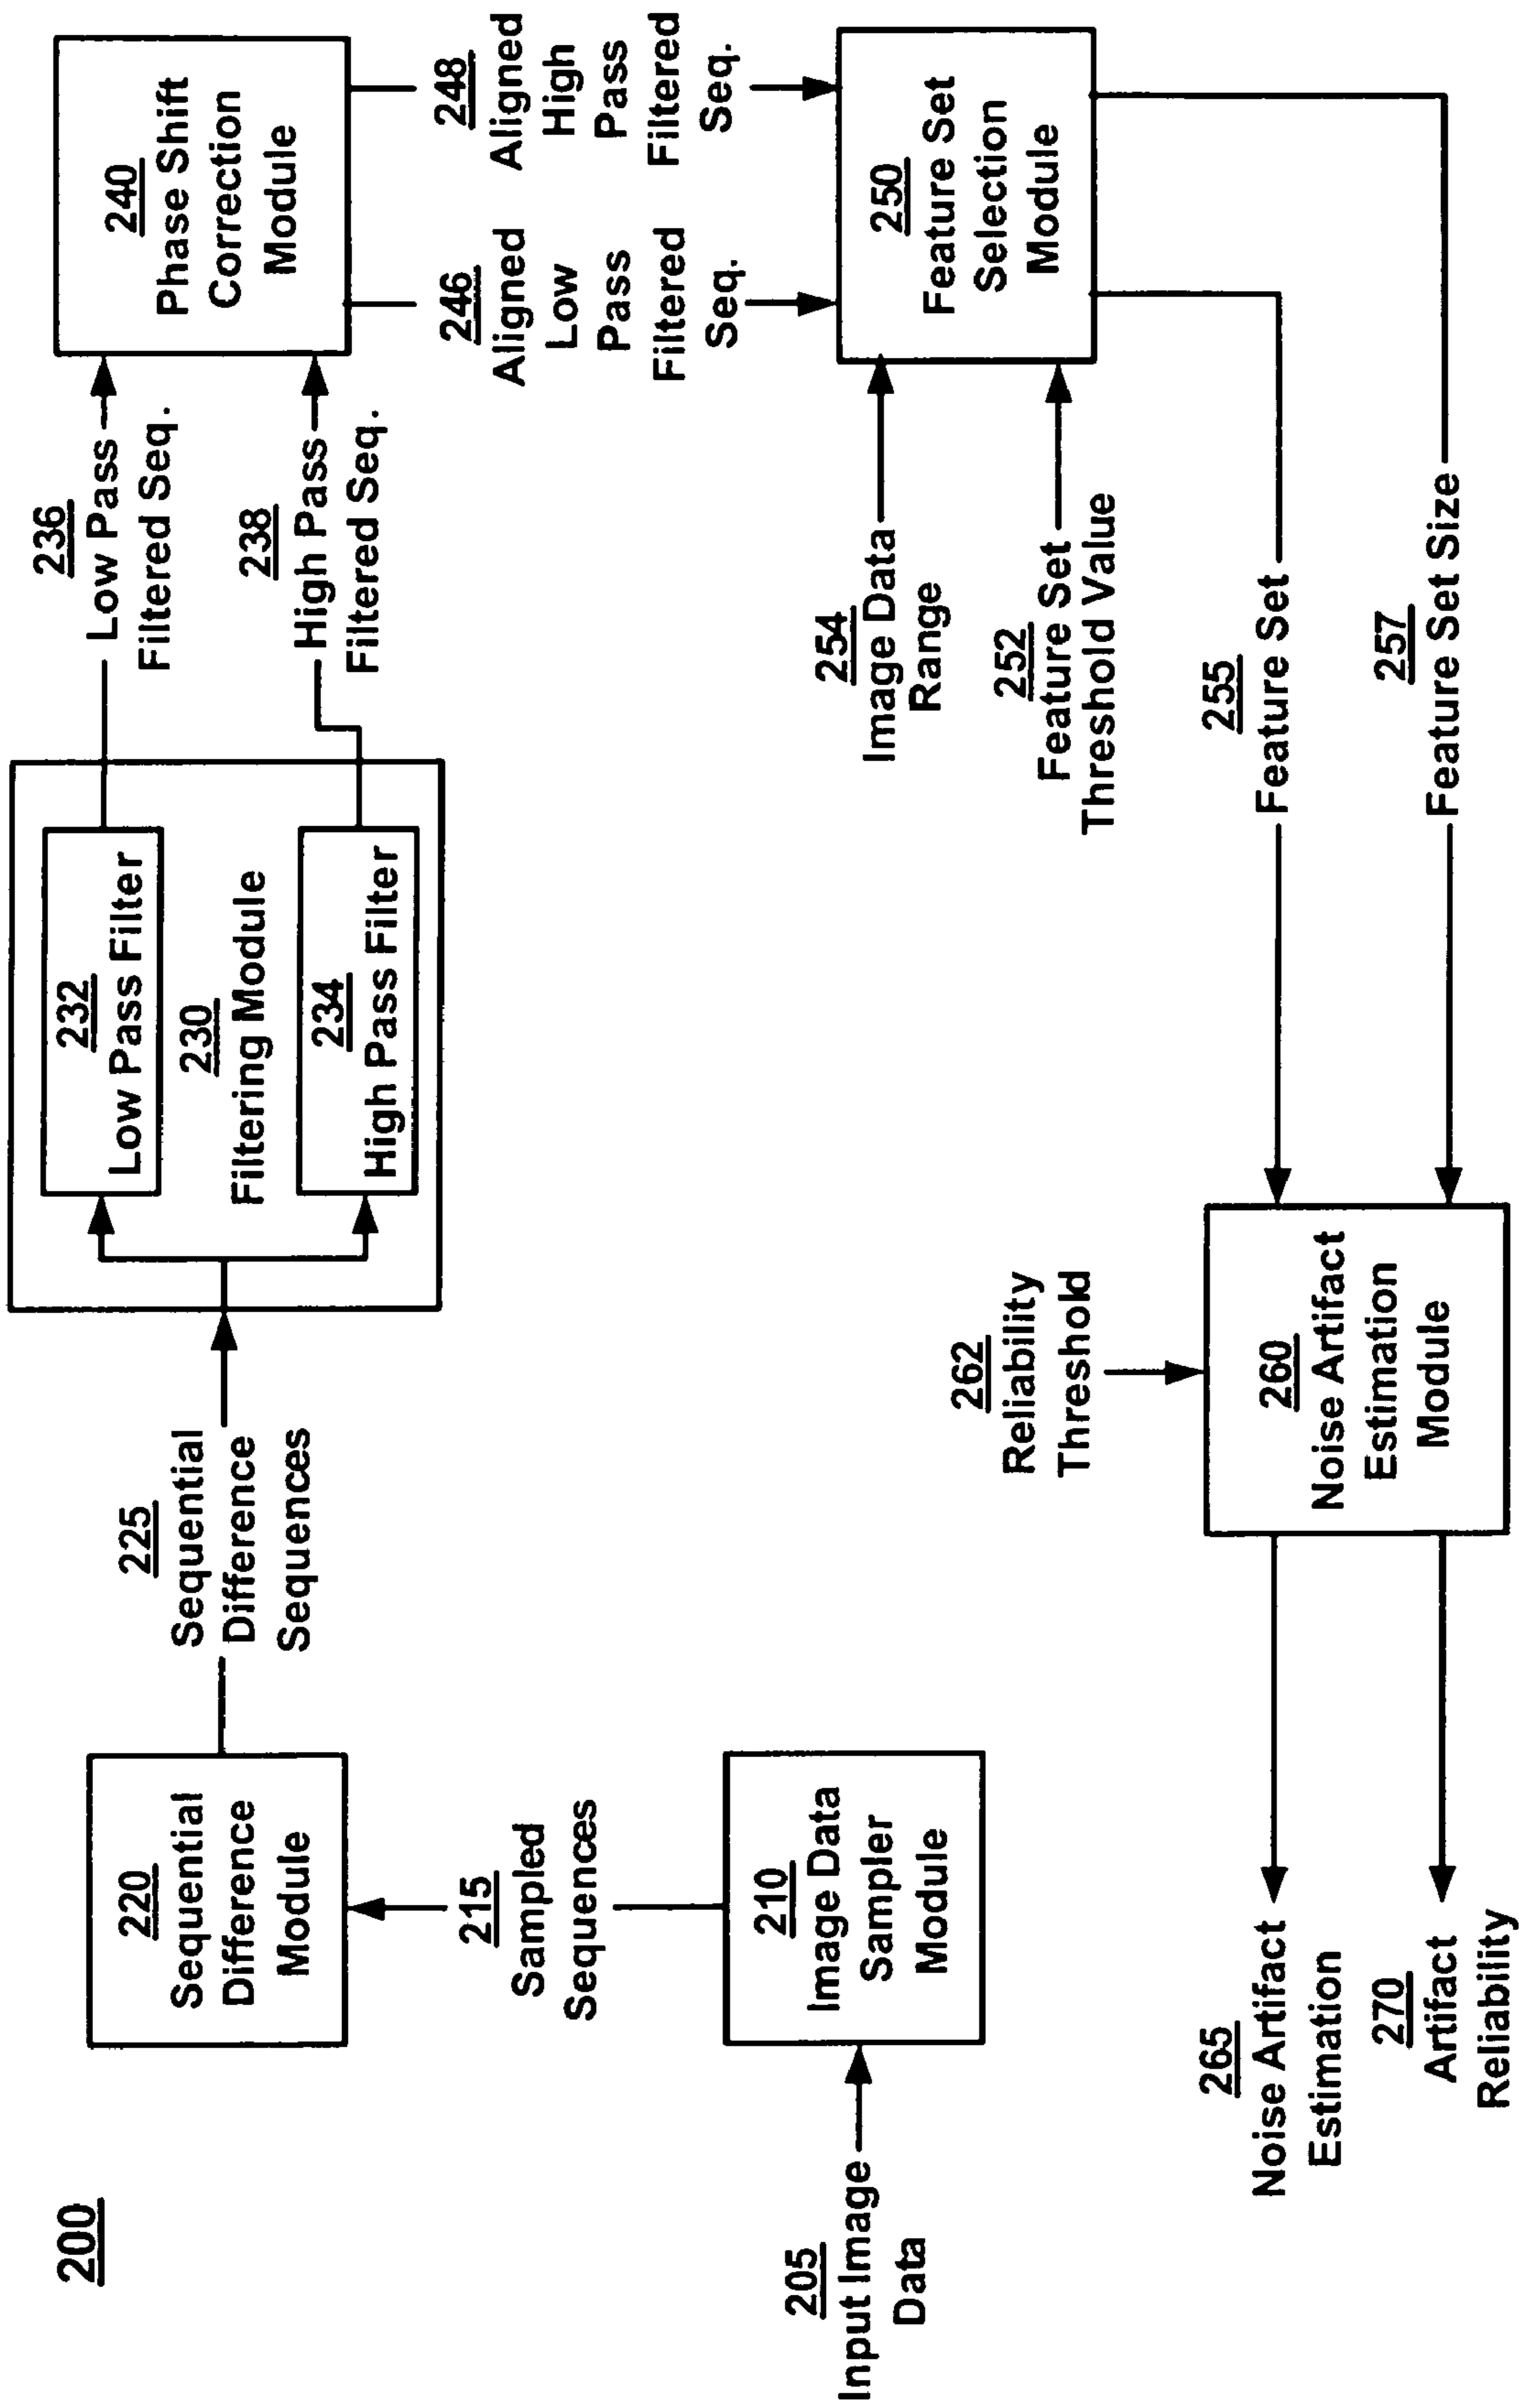 200
205
Input Image
Data
210
Image Data
Sampler
Module
215
Sampled
Sequences
220
Sequential
Difference
Module
225
Sequential
Difference
Sequences
232
Low Pass Filter
230
Filtering Module
234
High Pass Filter
236
Low Pass
Filtered Seq.
238
High Pass
Filtered Seq.
240
Phase Shift
Correction
Module
246
Aligned
Low
Pass
Filtered
Seq.
248
Aligned
High
Pass
Filtered
Seq.
250
Feature Set
Selection
Module
254
Image Data
Range
252
Feature Set
Threshold Value
255
Feature Set
257
Feature Set Size
262
Reliability
Threshold
260
Noise Artifact
Estimation
Module
265
Noise Artifact
Estimation
270
Artifact
Reliability